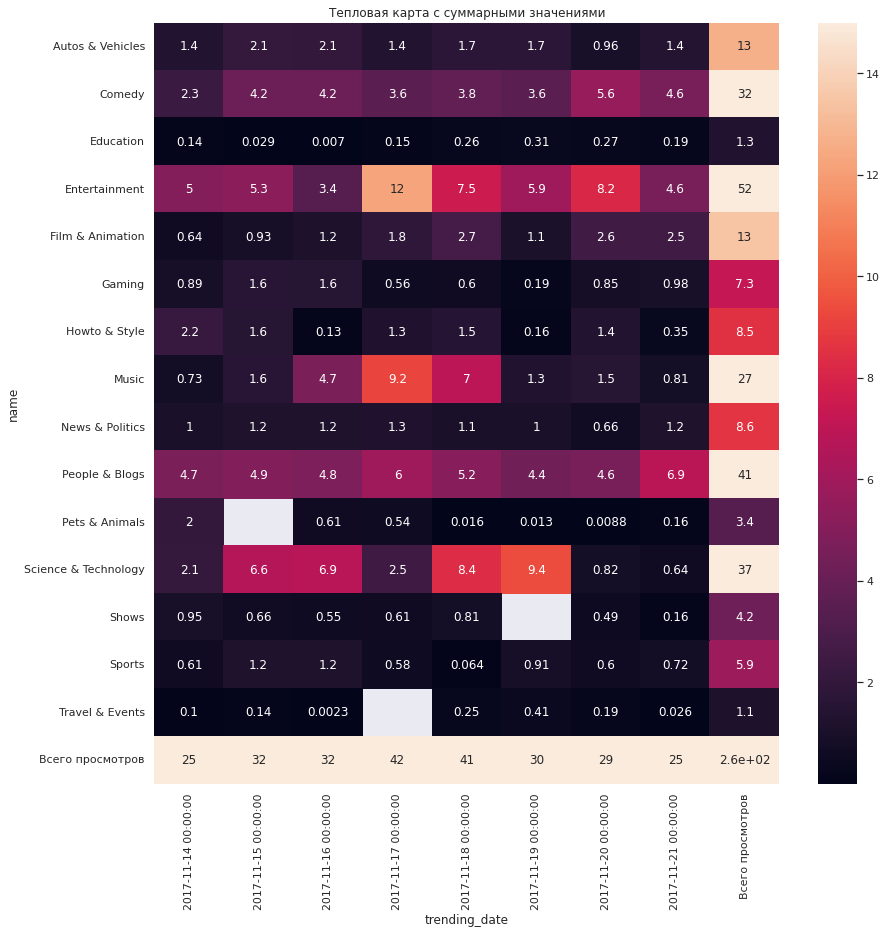 Тепловая карта с суммарными значениями
name
Autos & Vehicles 1.4 2.1 2.1 1.4 1.7 1.7 0.96 1.4 13
Comedy 2.3 4.2 4.2 3.6 3.8 3.6 5.6 4.6 32
Education 0.14 0.029 0.007 0.15 0.26 0.31 0.27 0.19 1.3
Entertainment 5 5.3 3.4 12 7.5 5.9 8.2 4.6 52
Film & Animation 0.64 0.93 1.2 1.8 2.7 1.1 2.6 2.5 13
Gaming 0.89 1.6 1.6 0.56 0.6 0.19 0.85 0.98 7.3
Howto & Style 2.2 1.6 0.13 1.3 1.5 0.16 1.4 0.35 8.5
Music 0.73 1.6 4.7 9.2 7 1.3 1.5 0.81 27
News & Politics 1 1.2 1.2 1.3 1.1 1 0.66 1.2 8.6
People & Blogs 4.7 4.9 4.8 6 5.2 4.4 4.6 6.9 41
Pets & Animals 2 0.61 0.54 0.016 0.013 0.0088 0.16 3.4
Science & Technology 2.1 6.6 6.9 2.5 8.4 9.4 0.82 0.64 37
Shows 0.95 0.66 0.55 0.61 0.81 0.49 0.16 4.2
Sports 0.61 1.2 1.2 0.58 0.064 0.91 0.6 0.72 5.9
Travel & Events 0.1 0.14 0.0023 0.25 0.41 0.19 0.026 1.1
Всего просмотров 25 32 32 42 41 30 29 25 2.6e+02
2017-11-14 00:00:00
2017-11-15 00:00:00
2017-11-16 00:00:00
2017-11-17 00:00:00
2017-11-18 00:00:00
2017-11-19 00:00:00
2017-11-20 00:00:00
2017-11-21 00:00:00
Всего просмотров
trending_date
14
12
10
8
6
4
2